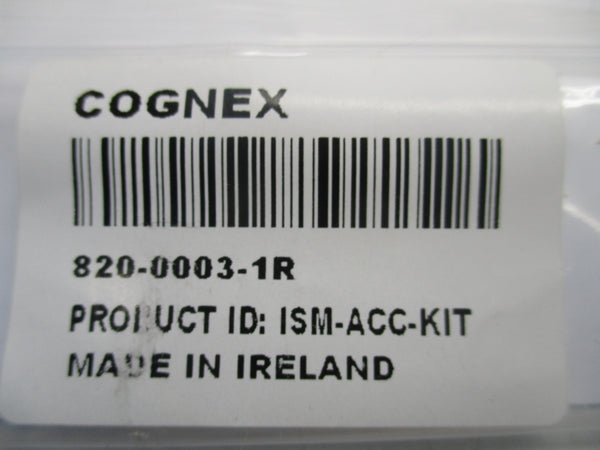 COGNEX
820-0003-1R
PRODUCT ID: ISM-ACC-KIT
MADE IN IRELAND